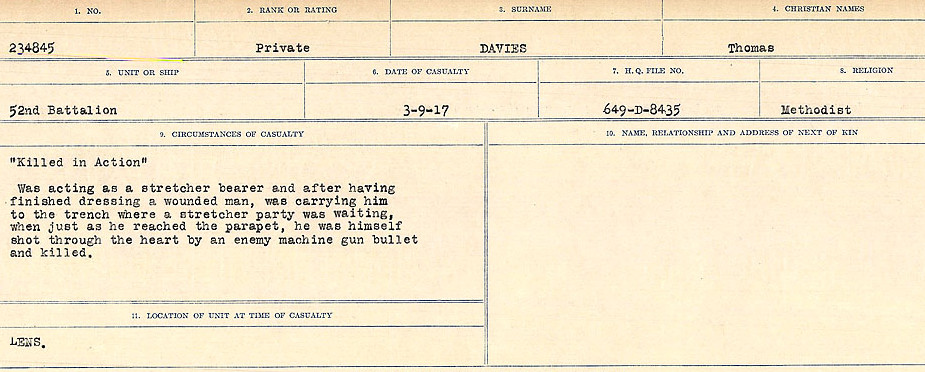 1. NO.
2. RANK OR RATING
3. SURNAME
4. CHRISTIAN NAMES
234845
Private
DAVIES
Thomas
5. UNIT OR SHIP
6. DATE OF CASUALTY
7. H.Q. FILE NO.
8. RELIGION
52nd Battalion
3-9-17
649-D-8435
Methodist
9. CIRCUMSTANCES OF CASUALTY
"Killed in Action"
Was acting as a stretcher bearer and after having
finished dressing a wounded man, was carrying him
to the trench where a stretcher party was waiting,
when just as he reached the parapet, he was himself
shot through the heart by an enemy machine gun bullet
and killed.
10. NAME, RELATIONSHIP AND ADDRESS OF NEXT OF KIN
11. LOCATION OF UNIT AT TIME OF CASUALTY
LENS.